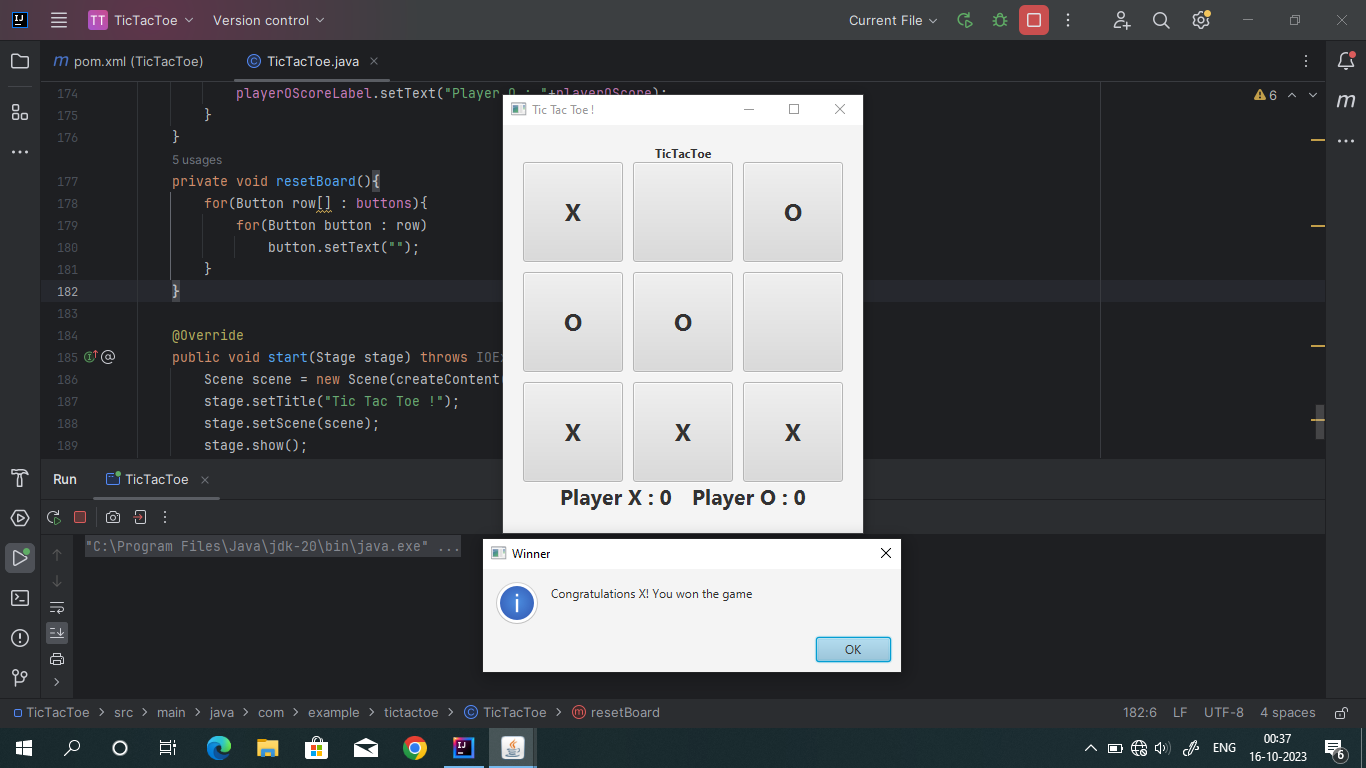 TT TicTacToe Version control Current File
m pom.xml (TicTacToe) TicTacToe.java
174 playerOScoreLabel.setText("Player O : "+playerOScore);
175 }
176 }
5 usages
177 private void resetBoard(){
178 for(Button row[] : buttons){
179 for(Button button : row)
180 button.setText("");
181 }
182 }
183
184 @Override
185 public void start(Stage stage) throws
186 Scene scene = new Scene(createContent
187 stage.setTitle("Tic Tac Toe !");
188 stage.setScene(scene);
189 stage.show();
6
Tic Tac Toe !
TicTacToe
X O
O O
X X X
Player X : 0 Player O : 0
Winner
Congratulations X! You won the game
OK
Run TicTacToe
"C:\Program Files\Java\jdk-20\bin\java.exe" ...
TicTacToe > src > main > java > com > example > tictactoe > TicTacToe > resetBoard 182:6 LF UTF-8 4 spaces
ENG 00:37
16-10-2023 6